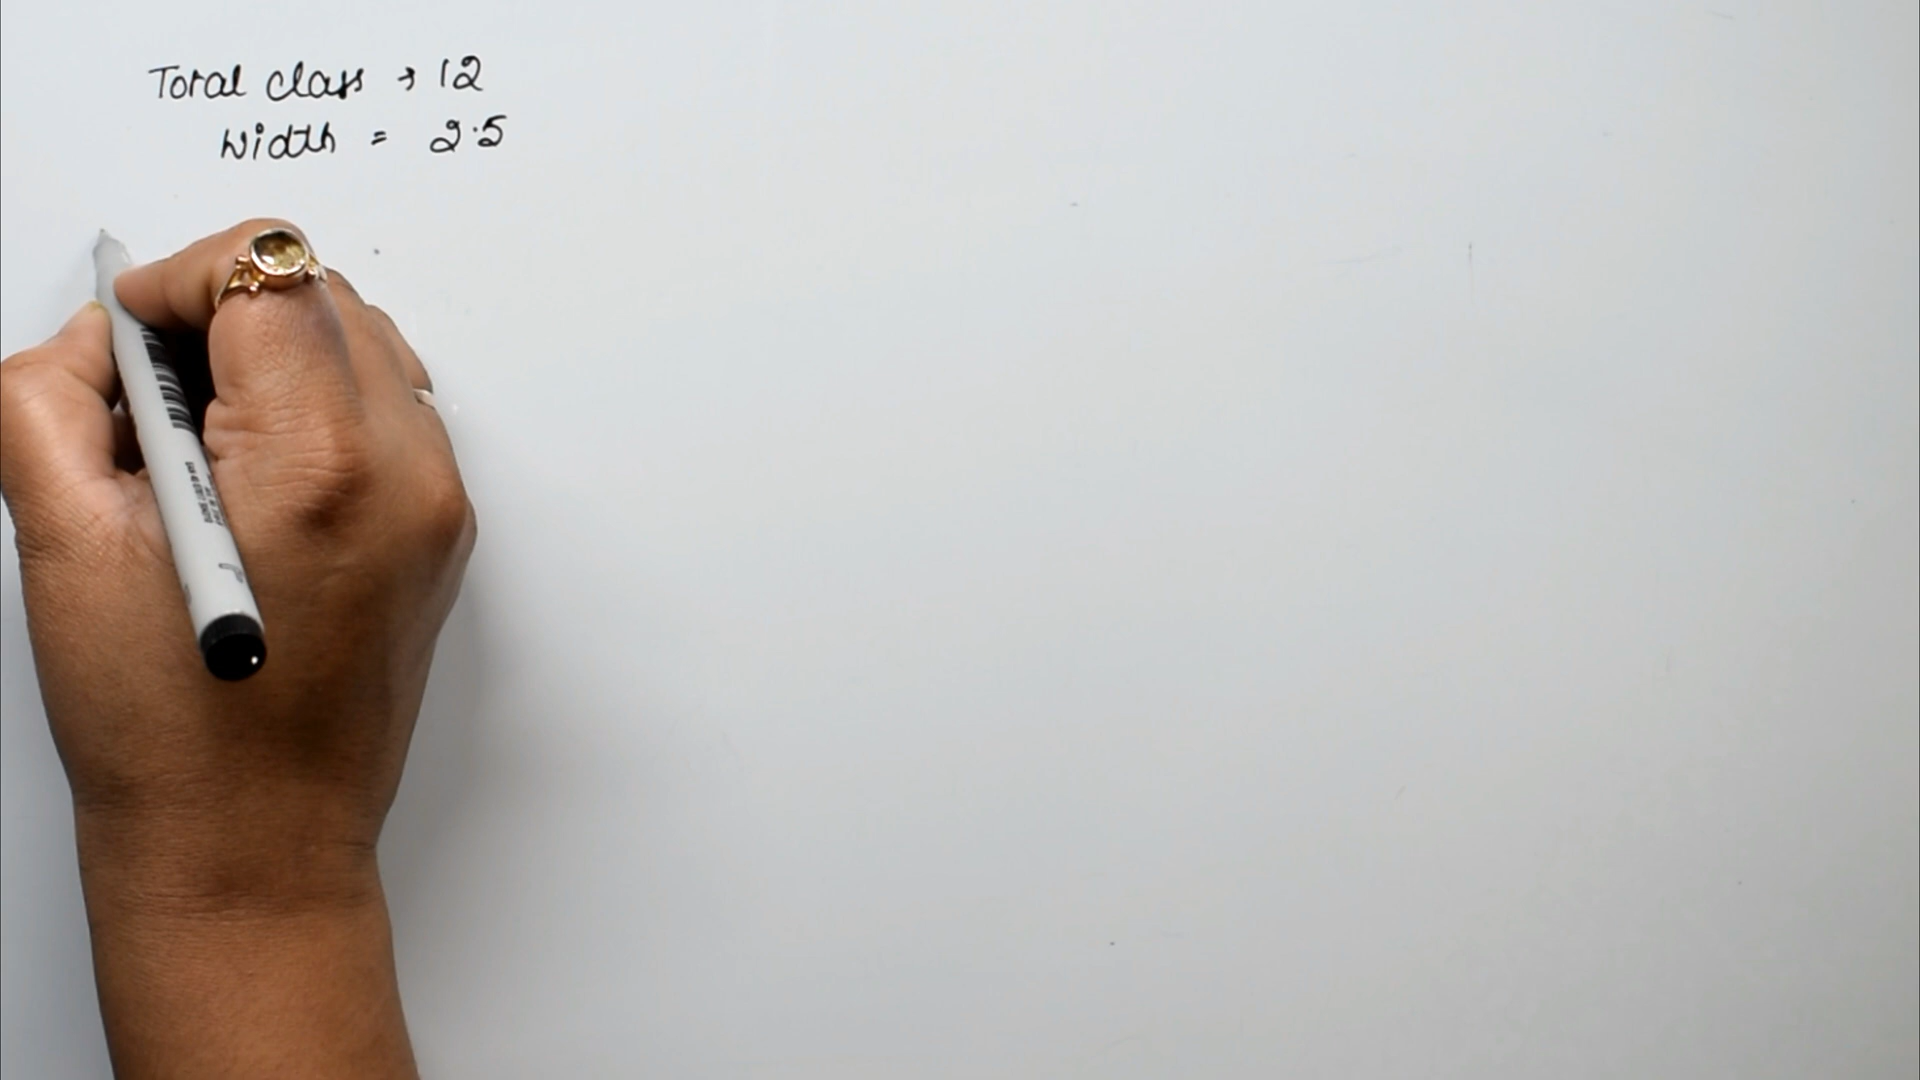 Total class → 12
Width = 2.5